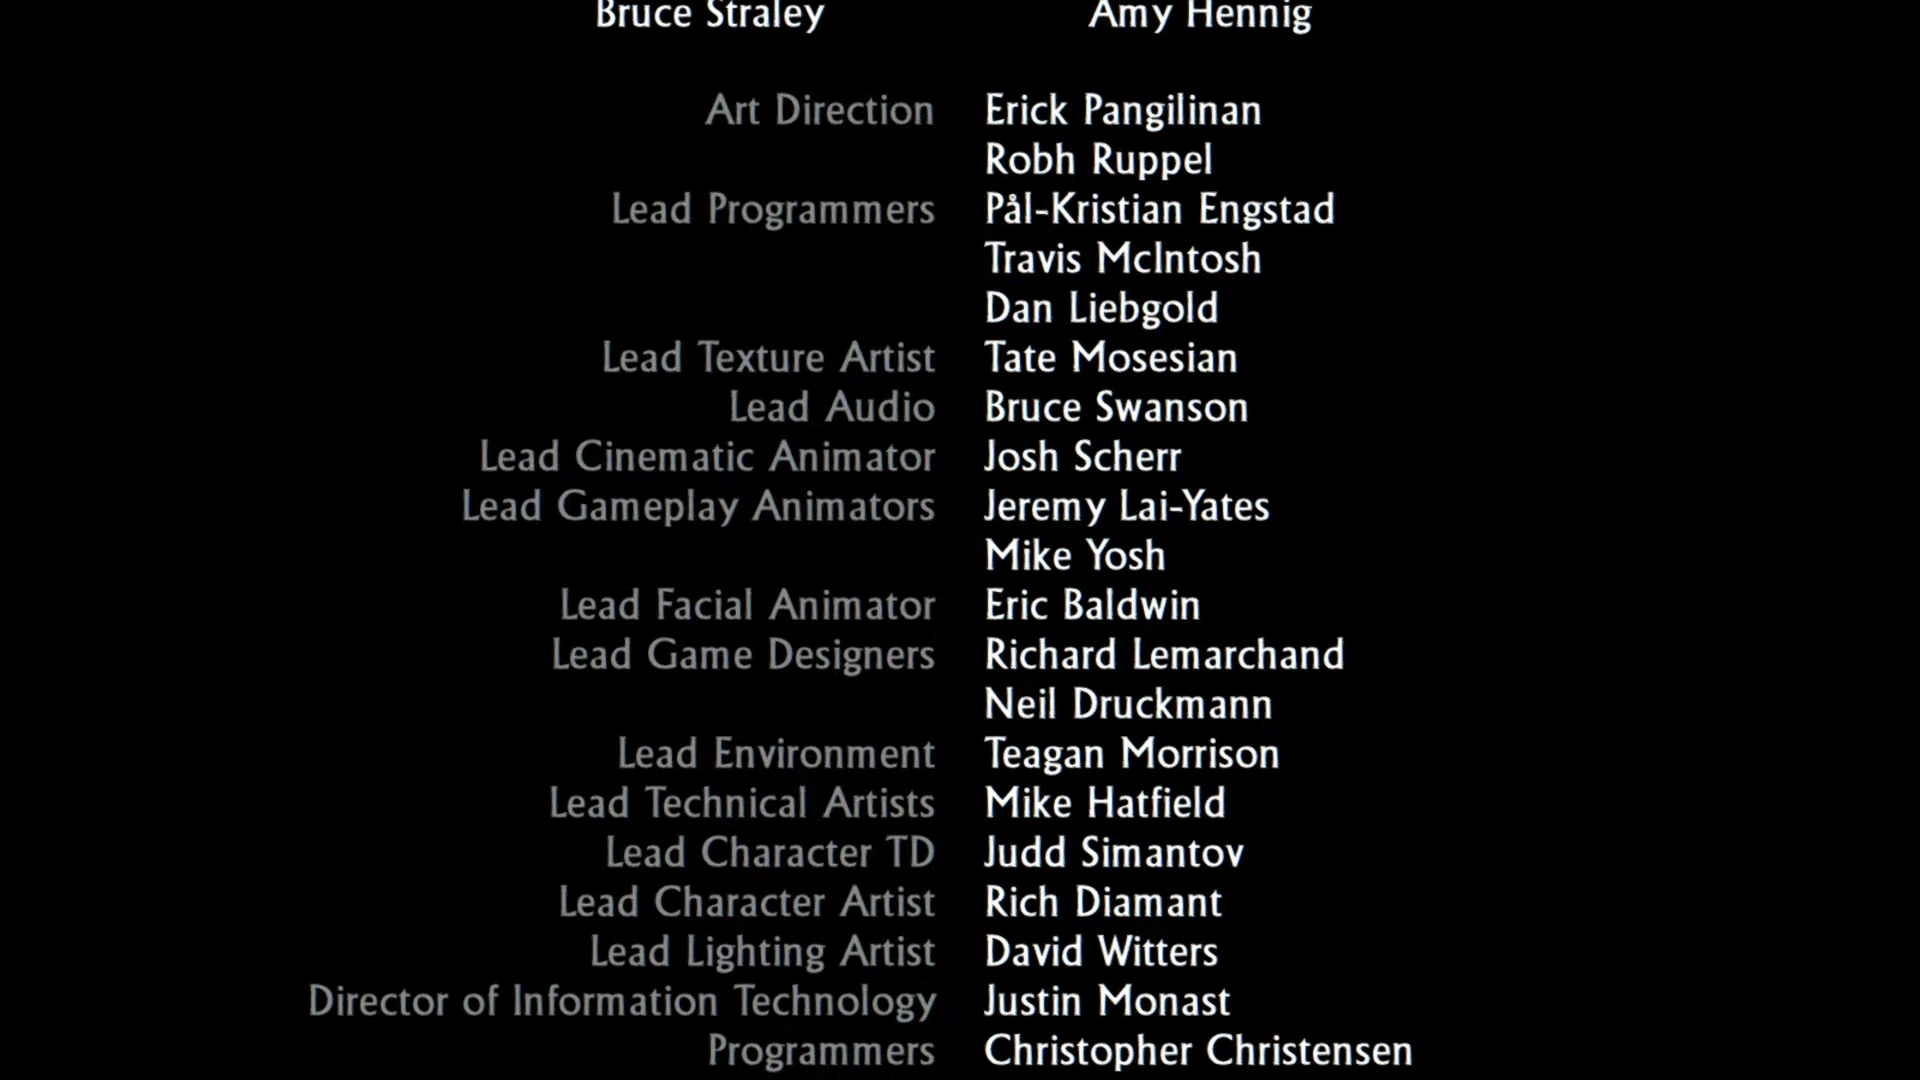 Bruce Straley Amy Hennig
Art Direction Erick Pangilinan
Robh Ruppel
Lead Programmers Pål-Kristian Engstad
Travis McIntosh
Dan Liebgold
Lead Texture Artist Tate Mosesian
Lead Audio Bruce Swanson
Lead Cinematic Animator Josh Scherr
Lead Gameplay Animators Jeremy Lai-Yates
Mike Yosh
Lead Facial Animator Eric Baldwin
Lead Game Designers Richard Lemarchand
Neil Druckmann
Lead Environment Teagan Morrison
Lead Technical Artists Mike Hatfield
Lead Character TD Judd Simantov
Lead Character Artist Rich Diamant
Lead Lighting Artist David Witters
Director of Information Technology Justin Monast
Programmers Christopher Christensen